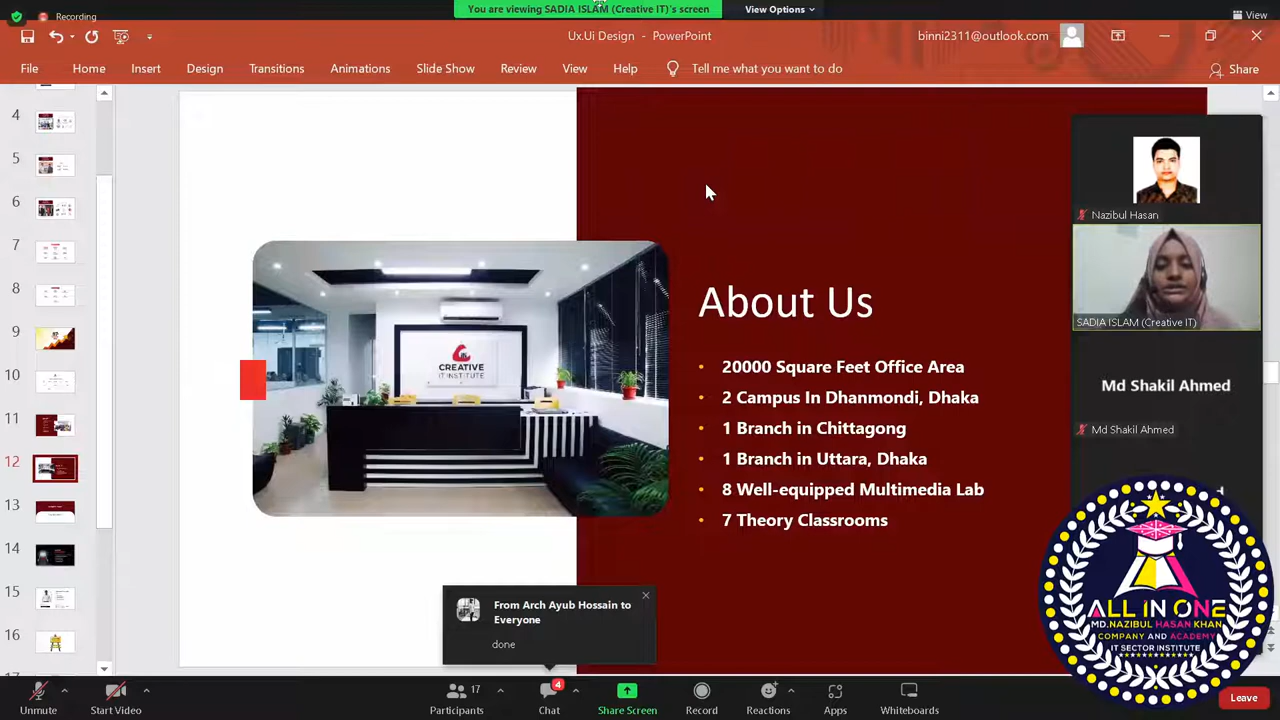 Recording
You are viewing SADIA ISLAM (Creative IT)'s screen
View Options
View
Ux.Ui Design - PowerPoint
binni2311@outlook.com
File Home Insert Design Transitions Animations Slide Show Review View Help Tell me what you want to do
Share
4
5
6
7
8
9
10
11
12
13
14
15
16
CREATIVE
IT INSTITUTE
About Us
• 20000 Square Feet Office Area
• 2 Campus In Dhanmondi, Dhaka
• 1 Branch in Chittagong
• 1 Branch in Uttara, Dhaka
• 8 Well-equipped Multimedia Lab
• 7 Theory Classrooms
Nazibul Hasan
SADIA ISLAM (Creative IT)
Md Shakil Ahmed
Md Shakil Ahmed
ALL IN ONE
MD.NAZIBUL HASAN KHAN
COMPANY AND ACADEMY
IT SECTOR INSTITUTE
From Arch Ayub Hossain to
Everyone
done
Unmute
Start Video
17
Participants
4
Chat
Share Screen
Record
Reactions
Apps
Whiteboards
Leave